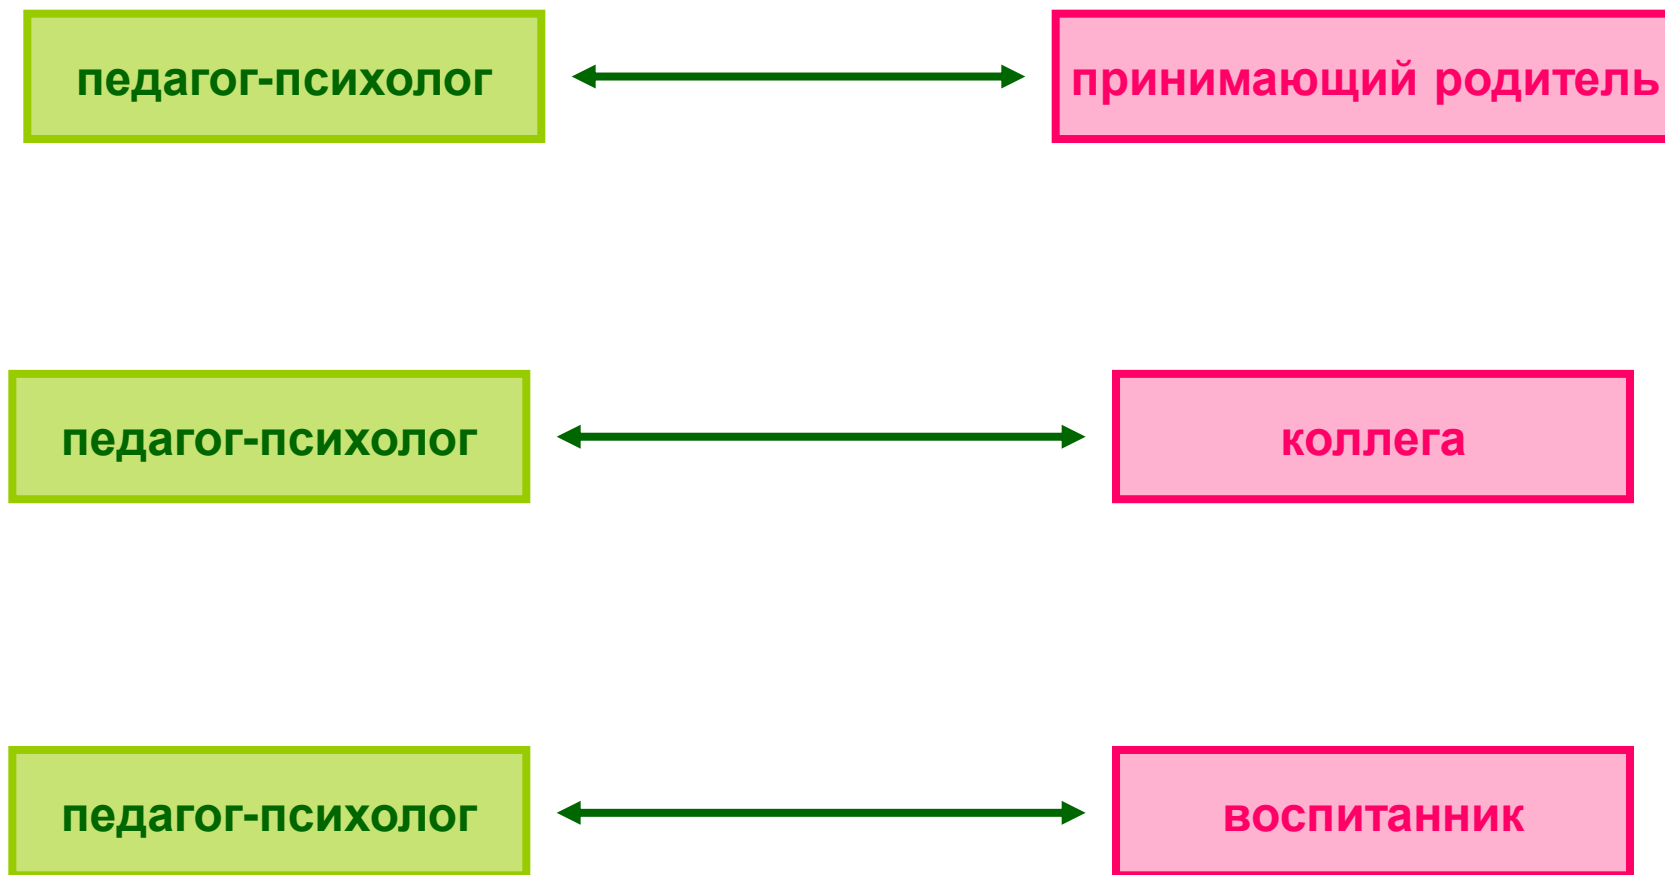 педагог-психолог
принимающий родитель
педагог-психолог
коллега
педагог-психолог
воспитанник